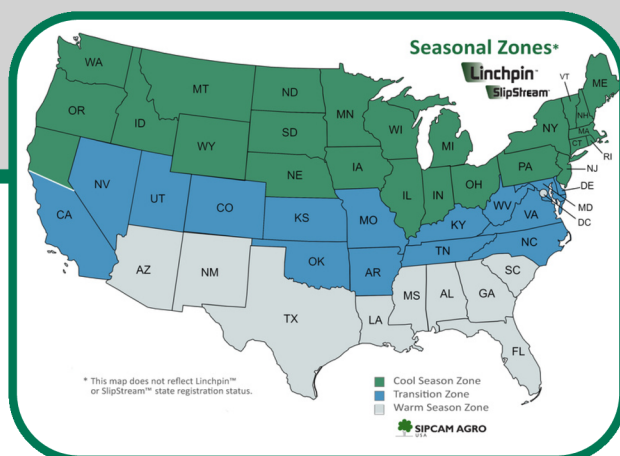 Seasonal Zones*
Linchpin™
SlipStream™
WA
OR
ID
MT
WY
ND
SD
NE
MN
IA
WI
IL
MI
IN
OH
PA
NY
VT
NH
MA
CT
ME
RI
NJ
DE
MD
DC
CA
NV
UT
CO
KS
OK
MO
AR
KY
TN
WV
VA
NC
AZ
NM
TX
LA
MS
AL
GA
SC
FL
* This map does not reflect Linchpin™
or SlipStream™ state registration status.
Cool Season Zone
Transition Zone
Warm Season Zone
SIPCAM AGRO
USA